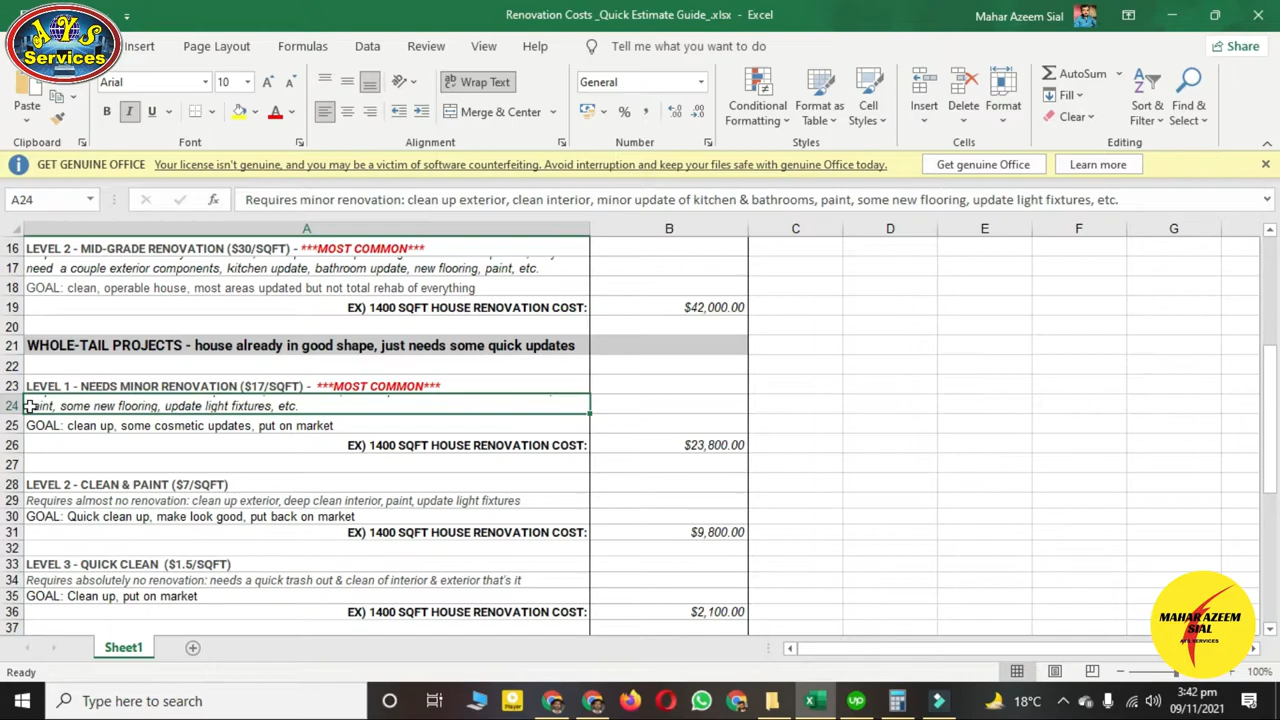 AYS
Services
Renovation Costs _Quick Estimate Guide_.xlsx - Excel
Mahar Azeem Sial
Insert Page Layout Formulas Data Review View Help Tell me what you want to do Share
Arial 10 Wrap Text General AutoSum
Paste B I U Merge & Center Conditional Formatting Format as Table Cell Styles Insert Delete Format Fill Clear Sort & Filter Find & Select
Clipboard Font Alignment Number Styles Cells Editing
GET GENUINE OFFICE Your license isn't genuine, and you may be a victim of software counterfeiting. Avoid interruption and keep your files safe with genuine Office today. Get genuine Office Learn more
A24 fx Requires minor renovation: clean up exterior, clean interior, minor update of kitchen & bathrooms, paint, some new flooring, update light fixtures, etc.
A B C D E F G
16 LEVEL 2 - MID-GRADE RENOVATION ($30/SQFT) - ***MOST COMMON***
17 need a couple exterior components, kitchen update, bathroom update, new flooring, paint, etc.
18 GOAL: clean, operable house, most areas updated but not total rehab of everything
19 EX) 1400 SQFT HOUSE RENOVATION COST: $42,000.00
20
21 WHOLE-TAIL PROJECTS - house already in good shape, just needs some quick updates
22
23 LEVEL 1 - NEEDS MINOR RENOVATION ($17/SQFT) - ***MOST COMMON***
24 paint, some new flooring, update light fixtures, etc.
25 GOAL: clean up, some cosmetic updates, put on market
26 EX) 1400 SQFT HOUSE RENOVATION COST: $23,800.00
27
28 LEVEL 2 - CLEAN & PAINT ($7/SQFT)
29 Requires almost no renovation: clean up exterior, deep clean interior, paint, update light fixtures
30 GOAL: Quick clean up, make look good, put back on market
31 EX) 1400 SQFT HOUSE RENOVATION COST: $9,800.00
32
33 LEVEL 3 - QUICK CLEAN ($1.5/SQFT)
34 Requires absolutely no renovation: needs a quick trash out & clean of interior & exterior that's it
35 GOAL: Clean up, put on market
36 EX) 1400 SQFT HOUSE RENOVATION COST: $2,100.00
37
MAHAR AZEEM
SIAL
ATS SERVICES
Sheet1
Ready 100%
Type here to search 18°C 3:42 pm
09/11/2021